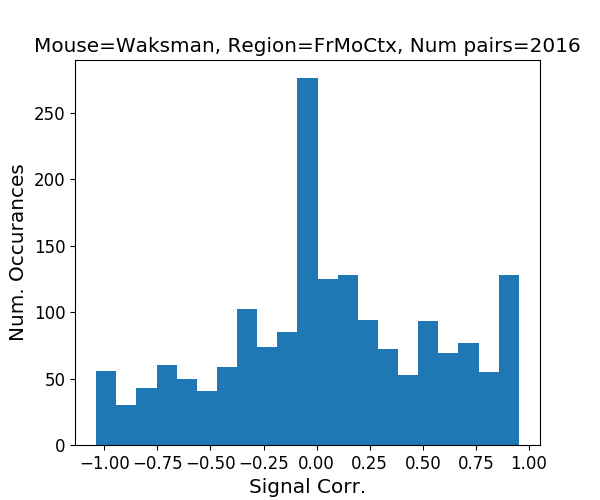 Mouse=Waksman, Region=FrMoCtx, Num pairs=2016
Num. Occurances
250
200
150
100
50
0
−1.00 −0.75 −0.50 −0.25 0.00 0.25 0.50 0.75 1.00
Signal Corr.